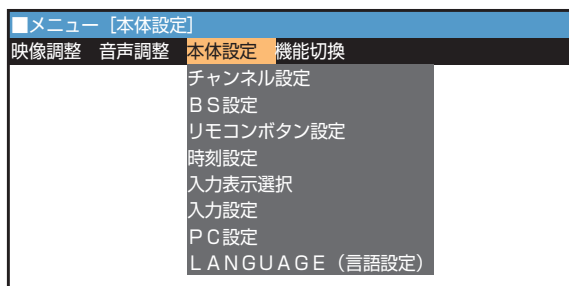 ■メニュー［本体設定］
映像調整 音声調整 本体設定 機能切換
チャンネル設定
ＢＳ設定
リモコンボタン設定
時刻設定
入力表示選択
入力設定
ＰＣ設定
ＬＡＮＧＵＡＧＥ（言語設定）